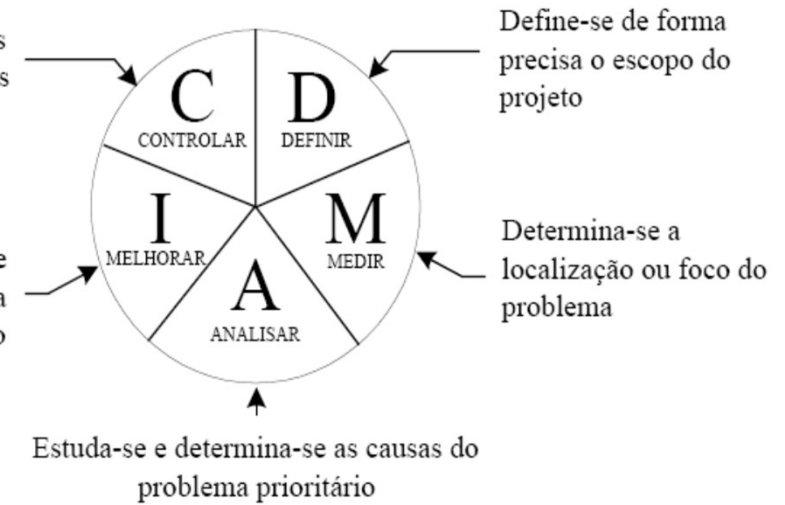 Define-se de forma
precisa o escopo do
projeto
C
CONTROLAR
D
DEFINIR
I
MELHORAR
M
MEDIR
Determina-se a
localização ou foco do
problema
A
ANALISAR
Estuda-se e determina-se as causas do
problema prioritário